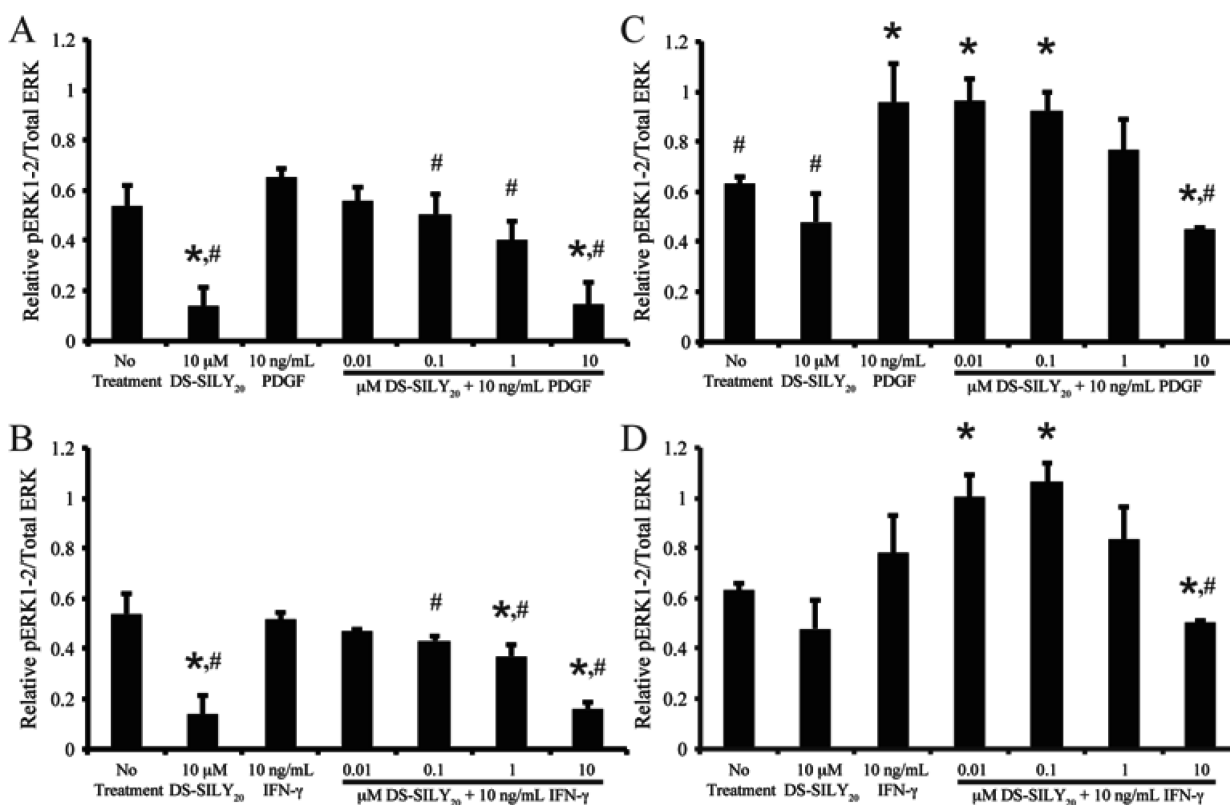 A
Relative pERK1-2/Total ERK
1.2
1
0.8
0.6
0.4
0.2
0
*,#
#
#
*,#
No Treatment
10 µM DS-SILY20
10 ng/mL PDGF
0.01 0.1 1 10
µM DS-SILY20 + 10 ng/mL PDGF
C
Relative pERK1-2/Total ERK
1.2
1
0.8
0.6
0.4
0.2
0
#
#
*
*
*
*,#
No Treatment
10 µM DS-SILY20
10 ng/mL PDGF
0.01 0.1 1 10
µM DS-SILY20 + 10 ng/mL PDGF
B
Relative pERK1-2/Total ERK
1.2
1
0.8
0.6
0.4
0.2
0
*,#
#
*,#
*,#
No Treatment
10 µM DS-SILY20
10 ng/mL IFN-γ
0.01 0.1 1 10
µM DS-SILY20 + 10 ng/mL IFN-γ
D
Relative pERK1-2/Total ERK
1.2
1
0.8
0.6
0.4
0.2
0
*
*
*,#
No Treatment
10 µM DS-SILY20
10 ng/mL IFN-γ
0.01 0.1 1 10
µM DS-SILY20 + 10 ng/mL IFN-γ